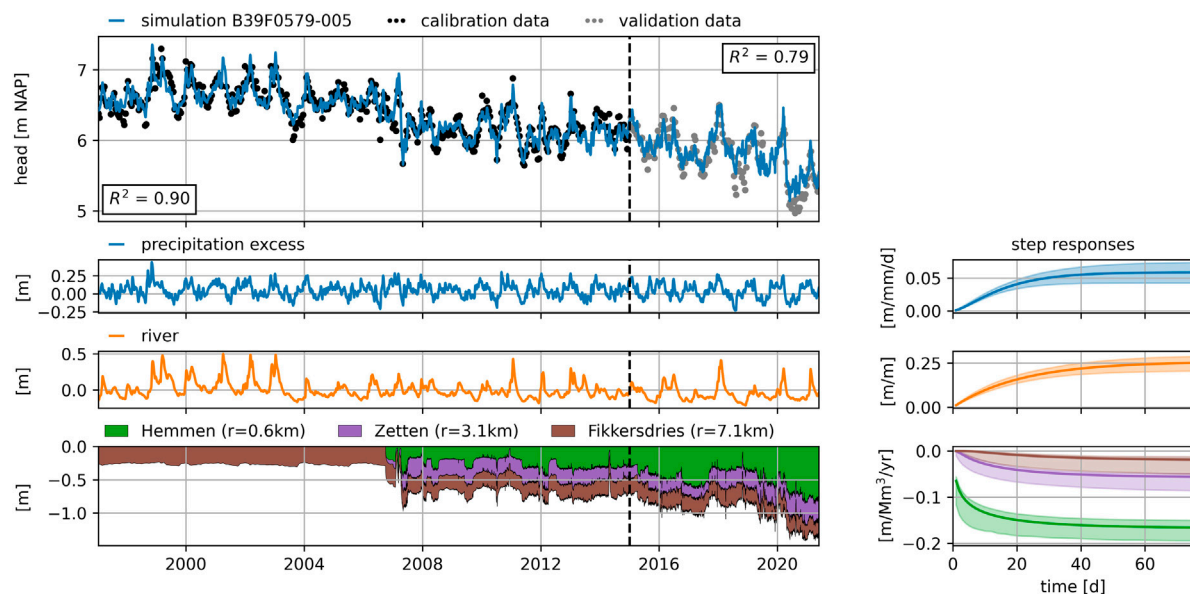 simulation B39F0579-005 calibration data validation data
head [m NAP]
7
6
5
R² = 0.90
R² = 0.79
precipitation excess
[m]
0.25
0.00
−0.25
river
[m]
0.5
0.0
Hemmen (r=0.6km) Zetten (r=3.1km) Fikkersdries (r=7.1km)
[m]
0.0
−0.5
−1.0
2000 2004 2008 2012 2016 2020
step responses
[m/mm/d]
0.05
0.00
[m/m]
0.25
0.00
[m/Mm³/yr]
0.0
−0.1
−0.2
0 20 40 60
time [d]